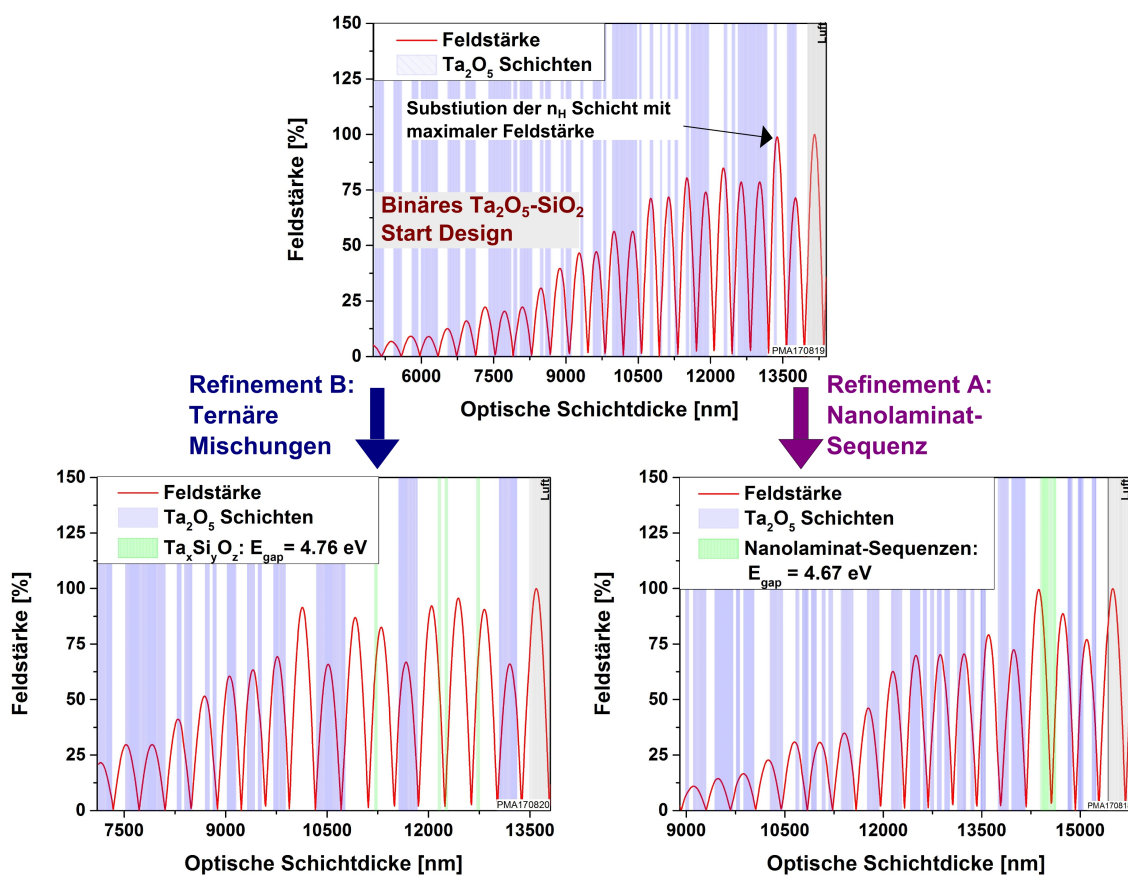 150
125
100
75
50
25
0
Feldstärke [%]
Feldstärke
Ta2O5 Schichten
Luft
Substiution der nH Schicht mit
maximaler Feldstärke
Binäres Ta2O5-SiO2
Start Design
PMA170819
6000 7500 9000 10500 12000 13500
Optische Schichtdicke [nm]
Refinement B:
Ternäre
Mischungen
Refinement A:
Nanolaminat-
Sequenz
150
125
100
75
50
25
0
Feldstärke [%]
Feldstärke
Ta2O5 Schichten
TaxSiyOz: Egap= 4.76 eV
Luft
PMA170820
7500 9000 10500 12000 13500
Optische Schichtdicke [nm]
150
125
100
75
50
25
0
Feldstärke [%]
Feldstärke
Ta2O5 Schichten
Nanolaminat-Sequenzen:
Egap = 4.67 eV
Luft
9000 10500 12000 13500 15000
Optische Schichtdicke [nm]